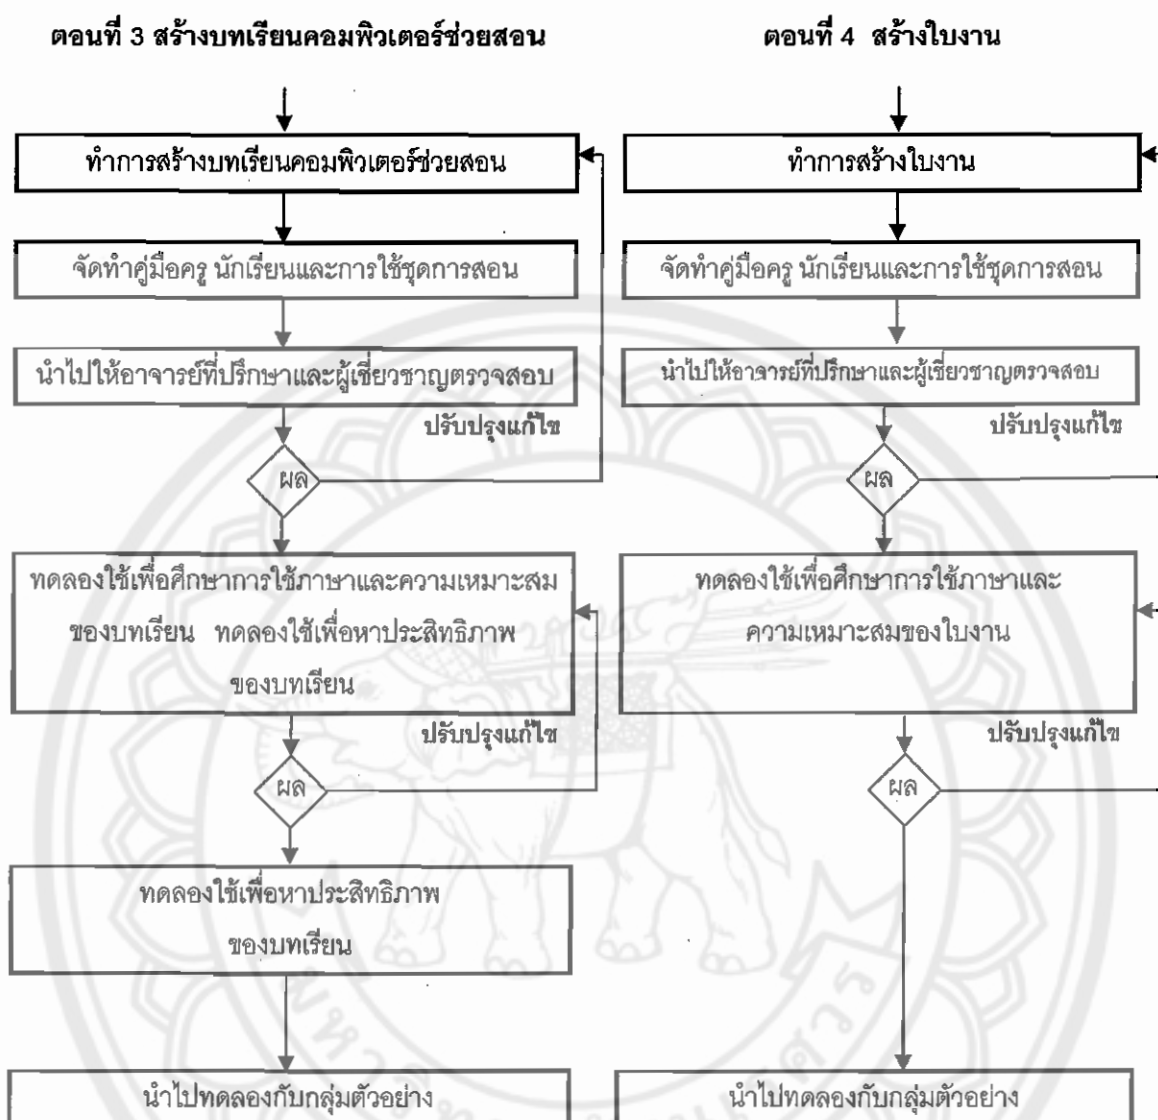 ตอนที่ 3 สร้างบทเรียนคอมพิวเตอร์ช่วยสอน
ทำการสร้างบทเรียนคอมพิวเตอร์ช่วยสอน
จัดทำคู่มือครู นักเรียนและการใช้ชุดการสอน
นำไปให้อาจารย์ที่ปรึกษาและผู้เชี่ยวชาญตรวจสอบ
ปรับปรุงแก้ไข
ผล
ทดลองใช้เพื่อศึกษาการใช้ภาษาและความเหมาะสม
ของบทเรียน ทดลองใช้เพื่อหาประสิทธิภาพ
ของบทเรียน
ปรับปรุงแก้ไข
ผล
ทดลองใช้เพื่อหาประสิทธิภาพ
ของบทเรียน
นำไปทดลองกับกลุ่มตัวอย่าง
ตอนที่ 4 สร้างใบงาน
ทำการสร้างใบงาน
จัดทำคู่มือครู นักเรียนและการใช้ชุดการสอน
นำไปให้อาจารย์ที่ปรึกษาและผู้เชี่ยวชาญตรวจสอบ
ปรับปรุงแก้ไข
ผล
ทดลองใช้เพื่อศึกษาการใช้ภาษาและ
ความเหมาะสมของใบงาน
ปรับปรุงแก้ไข
ผล
นำไปทดลองกับกลุ่มตัวอย่าง